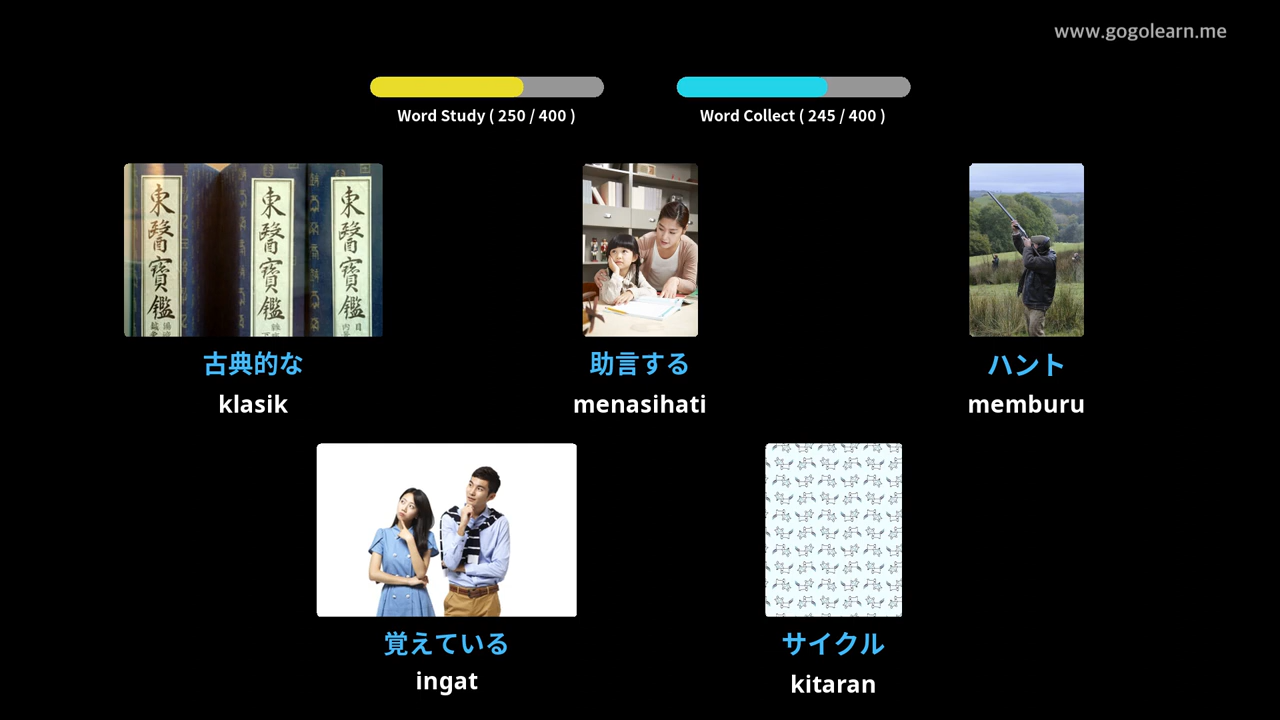 www.gogolearn.me
Word Study ( 250 / 400 )
Word Collect ( 245 / 400 )
東醫寶鑑
東醫寶鑑
東醫寶鑑
古典的な
klasik
助言する
menasihati
ハント
memburu
覚えている
ingat
サイクル
kitaran